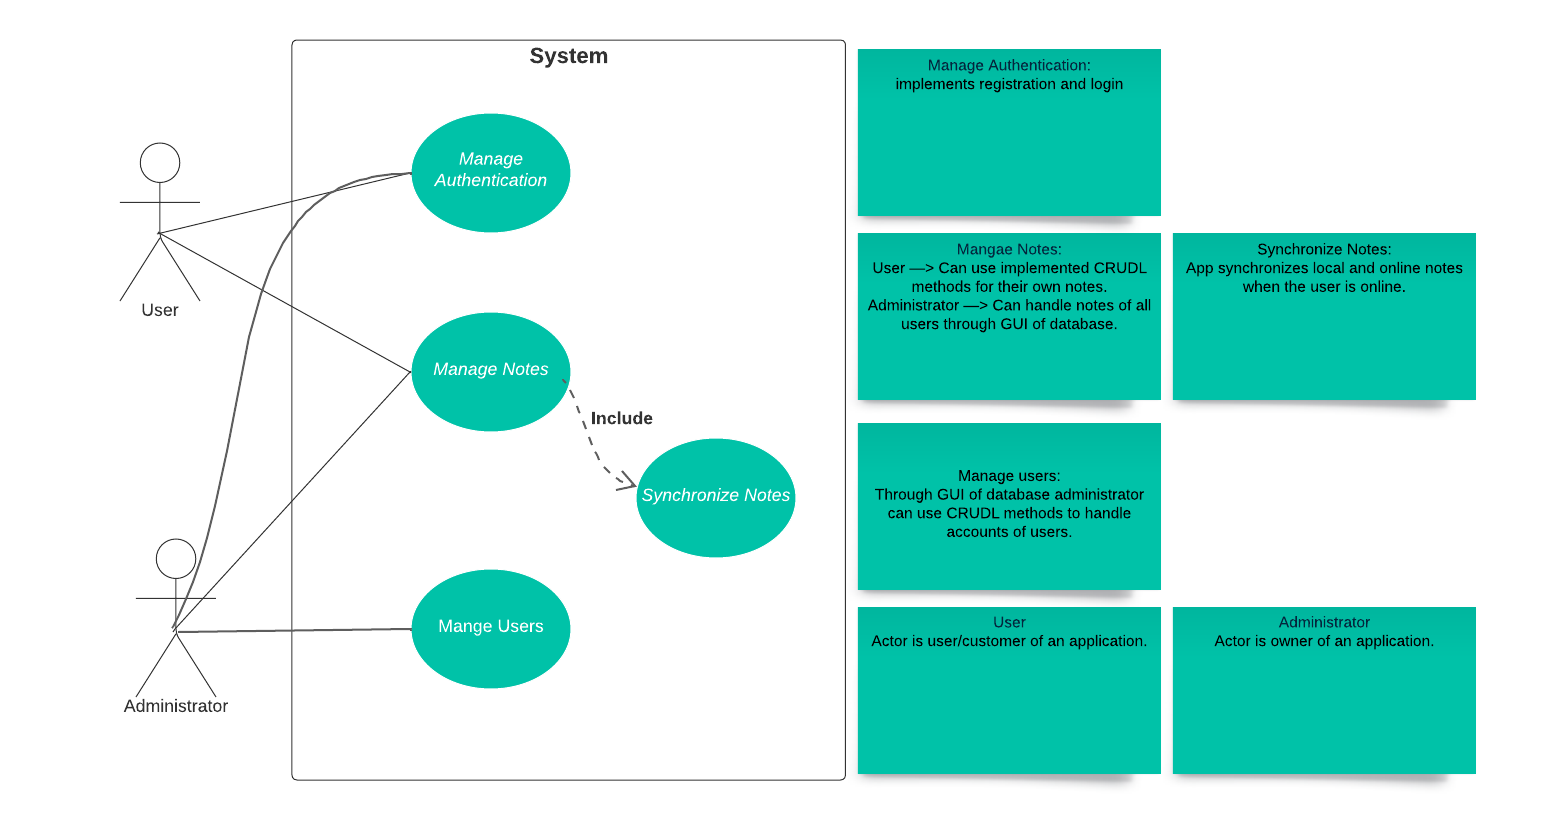 System
Manage
Authentication
User
Manage Notes
Include
Synchronize Notes
Mange Users
Administrator
Manage Authentication:
implements registration and login
Mangae Notes:
User —> Can use implemented CRUDL
methods for their own notes.
Administrator —> Can handle notes of all
users through GUI of database.
Synchronize Notes:
App synchronizes local and online notes
when the user is online.
Manage users:
Through GUI of database administrator
can use CRUDL methods to handle
accounts of users.
User
Actor is user/customer of an application.
Administrator
Actor is owner of an application.